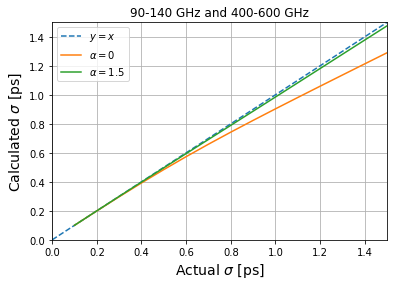 90-140 GHz and 400-600 GHz
y = x
α = 0
α = 1.5
Calculated σ [ps]
1.4
1.2
1.0
0.8
0.6
0.4
0.2
0.0
0.0 0.2 0.4 0.6 0.8 1.0 1.2 1.4
Actual σ [ps]